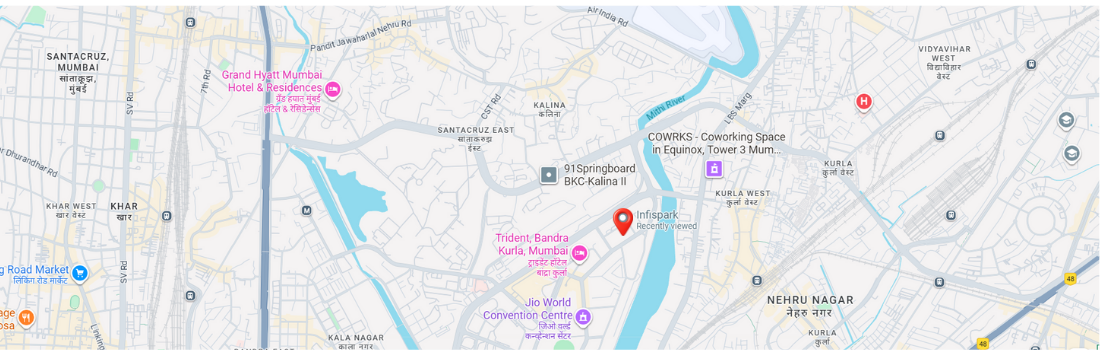 Air India Rd
Pandit Jawaharlal Nehru Rd
SANTACRUZ,
MUMBAI
सांताक्रूझ,
मुंबई
VIDYAVIHAR
WEST
विद्याविहार
वेस्ट
7th Rd
Grand Hyatt Mumbai
Hotel & Residences
ग्रँड हयात मुंबई
हॉटेल & रेसिडेन्सेस
SV Rd
CST Rd
KALINA
कलिना
Mithi River
LBS Marg
H
SANTACRUZ EAST
सांताक्रुझ
ईस्ट
COWRKS - Coworking Space
in Equinox, Tower 3 Mum...
ar Dhurandhar Rd
91Springboard
BKC-Kalina II
KURLA
कुर्ला
KURLA WEST
कुर्ला वेस्ट
KHAR WEST
खार वेस्ट
KHAR
खार
M
Infispark
Recently viewed
Trident, Bandra
Kurla, Mumbai
ट्राइडेंट हॉटेल
बांद्रा कुर्ला
SV Rd
g Road Market
लिंकिंग रोड मार्केट
48
Jio World
Convention Centre
जिओ वर्ल्ड
कन्व्हेन्शन सेंटर
NEHRU NAGAR
नेहरु नगर
age
osa
Linking
KALA NAGAR
काला नगर
KURLA
कुर्ला
48